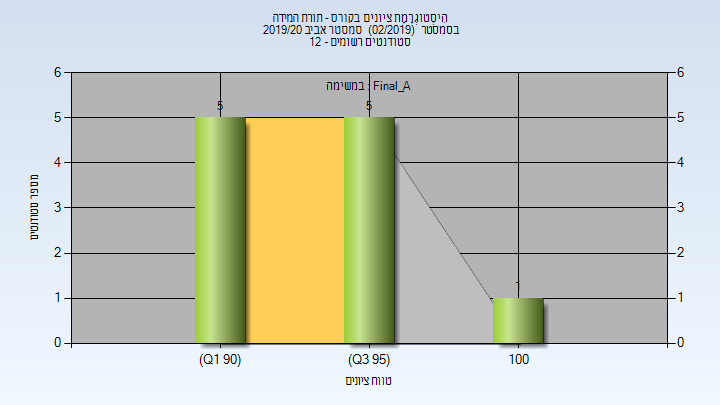 היסטוגרמת ציונים בקורס - תורת המידה
בסמסטר (02/2019) סמסטר אביב 2019/20
סטודנטים רשומים - 12
במשימה : Final_A
6 6
5 5
4 4
3 3
2 2
1 1
0 0
5 5 1
מספר סטודנטים
(Q1 90) (Q3 95) 100
טווח ציונים